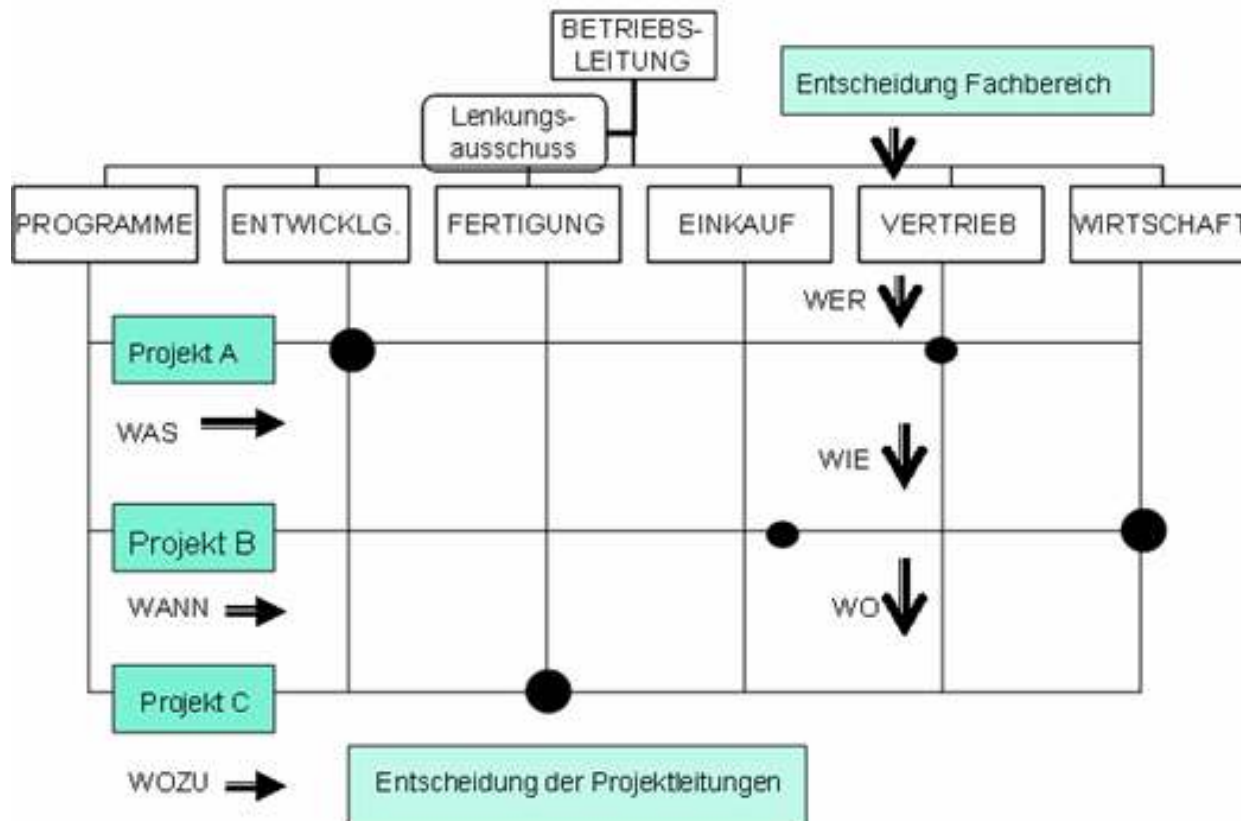 BETRIEBS-
LEITUNG
Entscheidung Fachbereich
Lenkungs-
ausschuss
PROGRAMME
ENTWICKLG.
FERTIGUNG
EINKAUF
VERTRIEB
WIRTSCHAFT
WER
Projekt A
WAS
WIE
Projekt B
WANN
WO
Projekt C
WOZU
Entscheidung der Projektleitungen